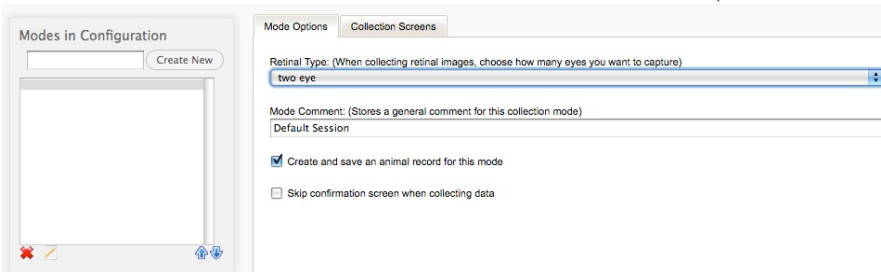 Modes in Configuration
Create New
Mode Options
Collection Screens
Retinal Type: (When collecting retinal images, choose how many eyes you want to capture)
two eye
Mode Comment: (Stores a general comment for this collection mode)
Default Session
Create and save an animal record for this mode
Skip confirmation screen when collecting data